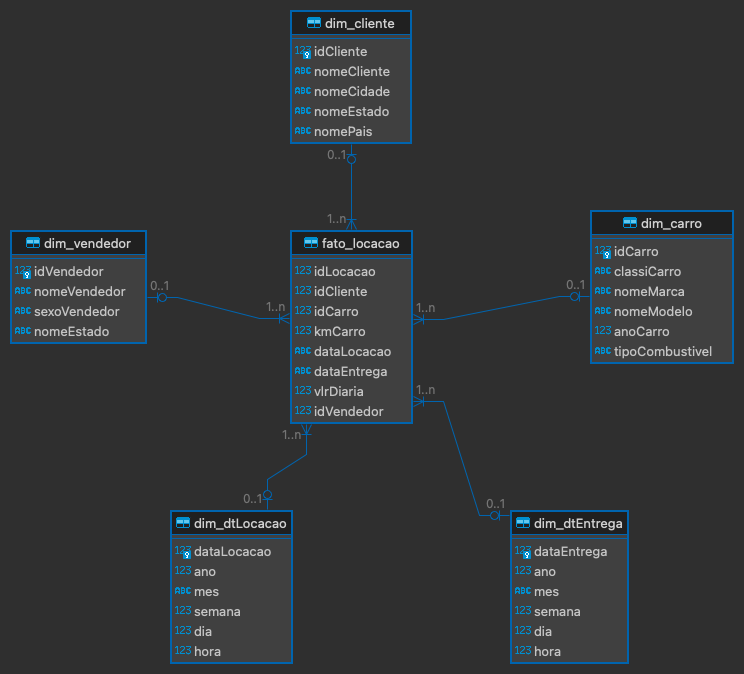 dim_cliente
123 idCliente
ABC nomeCliente
ABC nomeCidade
ABC nomeEstado
ABC nomePais
0..1
1..n
dim_vendedor
123 idVendedor
ABC nomeVendedor
ABC sexoVendedor
ABC nomeEstado
0..1
1..n
fato_locacao
123 idLocacao
123 idCliente
123 idCarro
123 kmCarro
ABC dataLocacao
ABC dataEntrega
123 vlrDiaria
123 idVendedor
dim_carro
123 idCarro
ABC classiCarro
ABC nomeMarca
ABC nomeModelo
123 anoCarro
ABC tipoCombustivel
0..1
1..n
1..n
1..n
0..1
0..1
dim_dtLocacao
123 dataLocacao
123 ano
ABC mes
123 semana
123 dia
123 hora
dim_dtEntrega
123 dataEntrega
123 ano
ABC mes
123 semana
123 dia
123 hora